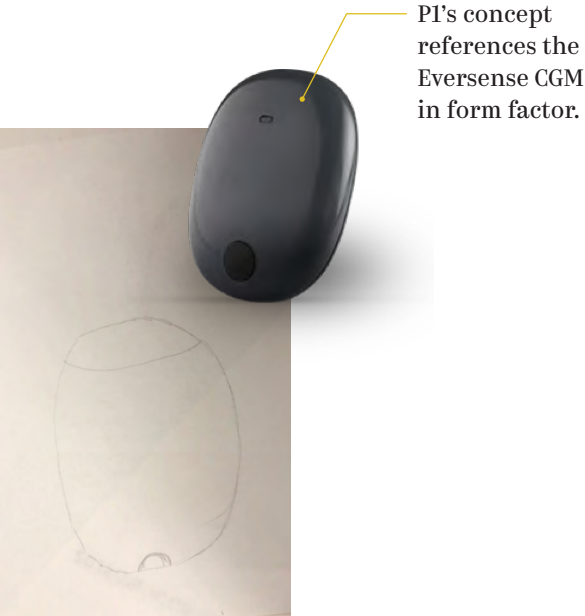 P1's concept
references the
Eversense CGM
in form factor.